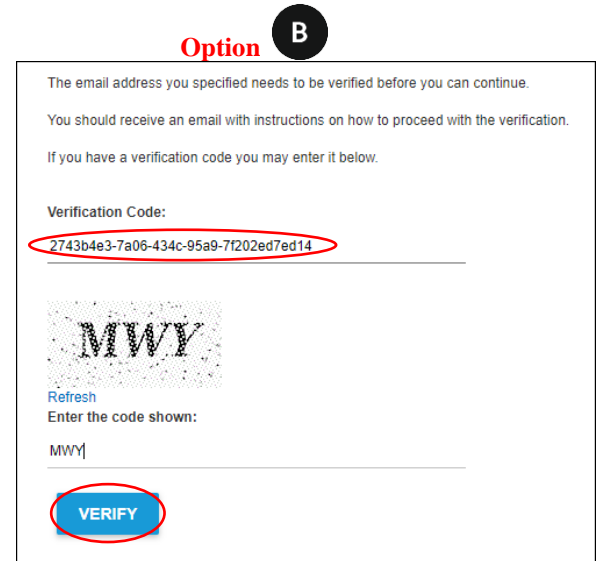 Option B
The email address you specified needs to be verified before you can continue.
You should receive an email with instructions on how to proceed with the verification.
If you have a verification code you may enter it below.
Verification Code:
2743b4e3-7a06-434c-95a9-7f202ed7ed14
MWY
Refresh
Enter the code shown:
MWY
VERIFY